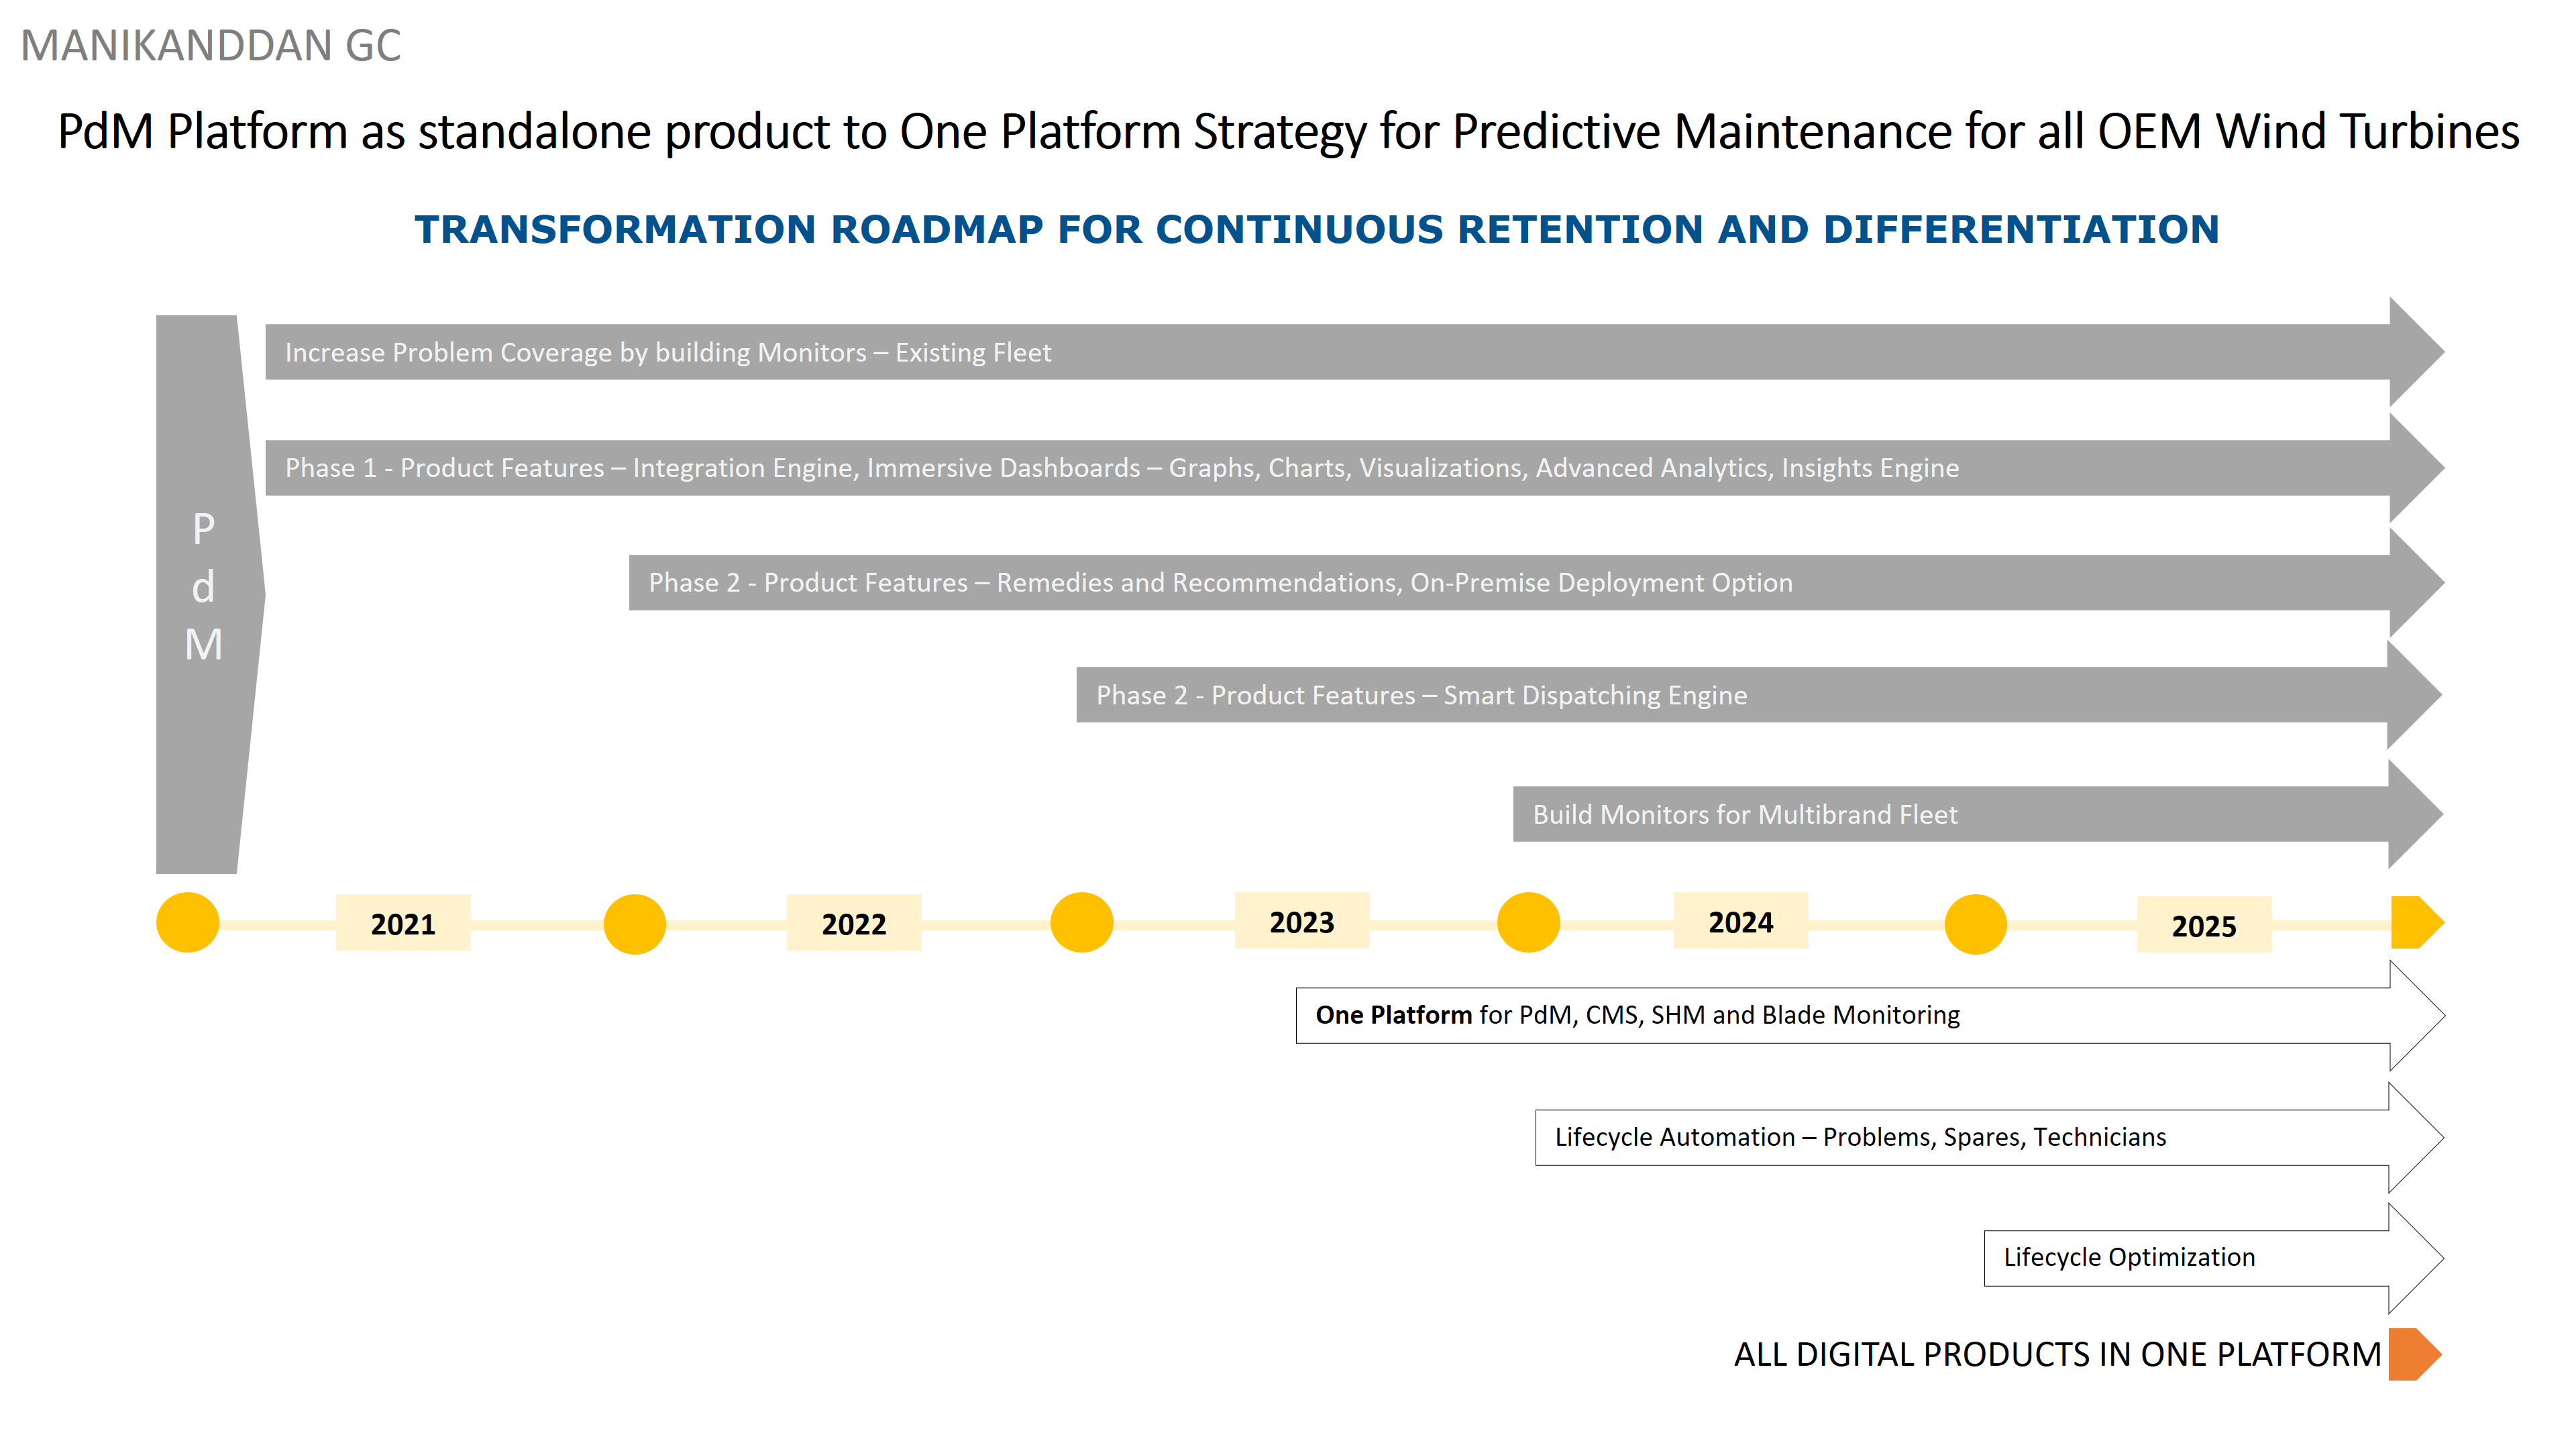 MANIKANDDAN GC
PdM Platform as standalone product to One Platform Strategy for Predictive Maintenance for all OEM Wind Turbines
TRANSFORMATION ROADMAP FOR CONTINUOUS RETENTION AND DIFFERENTIATION
P
d
M
Increase Problem Coverage by building Monitors – Existing Fleet
Phase 1 - Product Features – Integration Engine, Immersive Dashboards – Graphs, Charts, Visualizations, Advanced Analytics, Insights Engine
Phase 2 - Product Features – Remedies and Recommendations, On-Premise Deployment Option
Phase 2 - Product Features – Smart Dispatching Engine
Build Monitors for Multibrand Fleet
2021
2022
2023
2024
2025
One Platform for PdM, CMS, SHM and Blade Monitoring
Lifecycle Automation – Problems, Spares, Technicians
Lifecycle Optimization
ALL DIGITAL PRODUCTS IN ONE PLATFORM